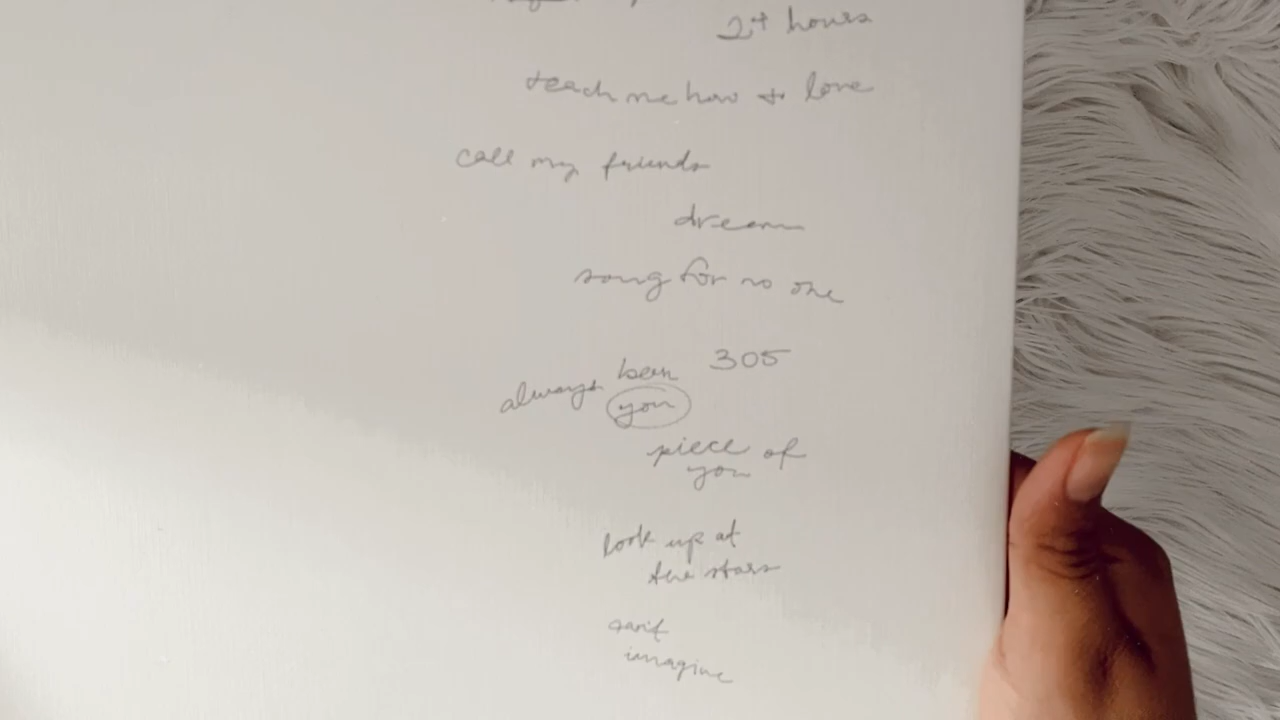 24 hours
teach me how to love
call my friends
dream
song for no one
305
always been
you
piece of
you
look up at
the stars
can't
imagine